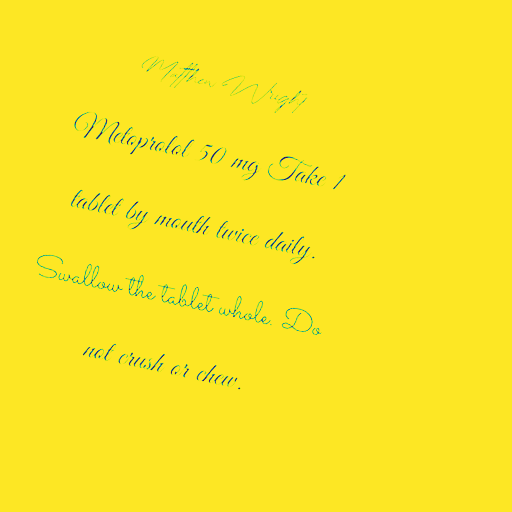 Matthew Wright
Metoprolol 50 mg Take 1
tablet by mouth twice daily.
Swallow the tablet whole. Do
not crush or chew.